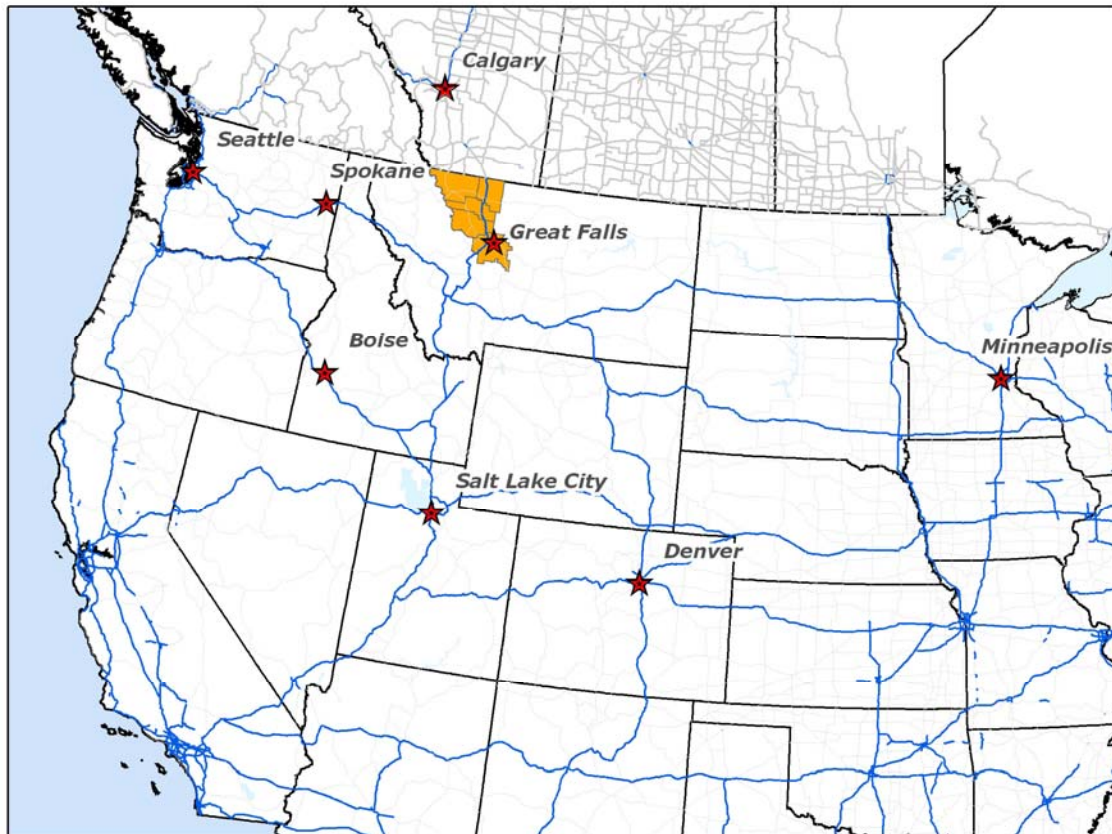 Calgary
Seattle
Spokane
Great Falls
Boise
Minneapolis
Salt Lake City
Denver